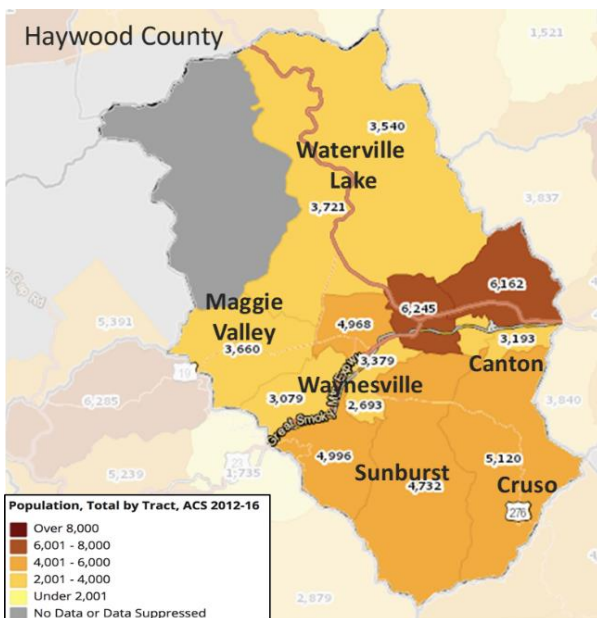 Haywood County
1,521
3,540
Waterville
Lake
3,837
3,721
6,162
6,245
Maggie
Valley
4,968
5,391
3,660
3,193
3,379
Canton
19
Waynesville
6,285
3,079
2,693
3,840
23
1,735
5,239
4,996
Sunburst
5,120
4,732
Cruso
276
2,879
Population, Total by Tract, ACS 2012-16
Over 8,000
6,001 - 8,000
4,001 - 6,000
2,001 - 4,000
Under 2,001
No Data or Data Suppressed